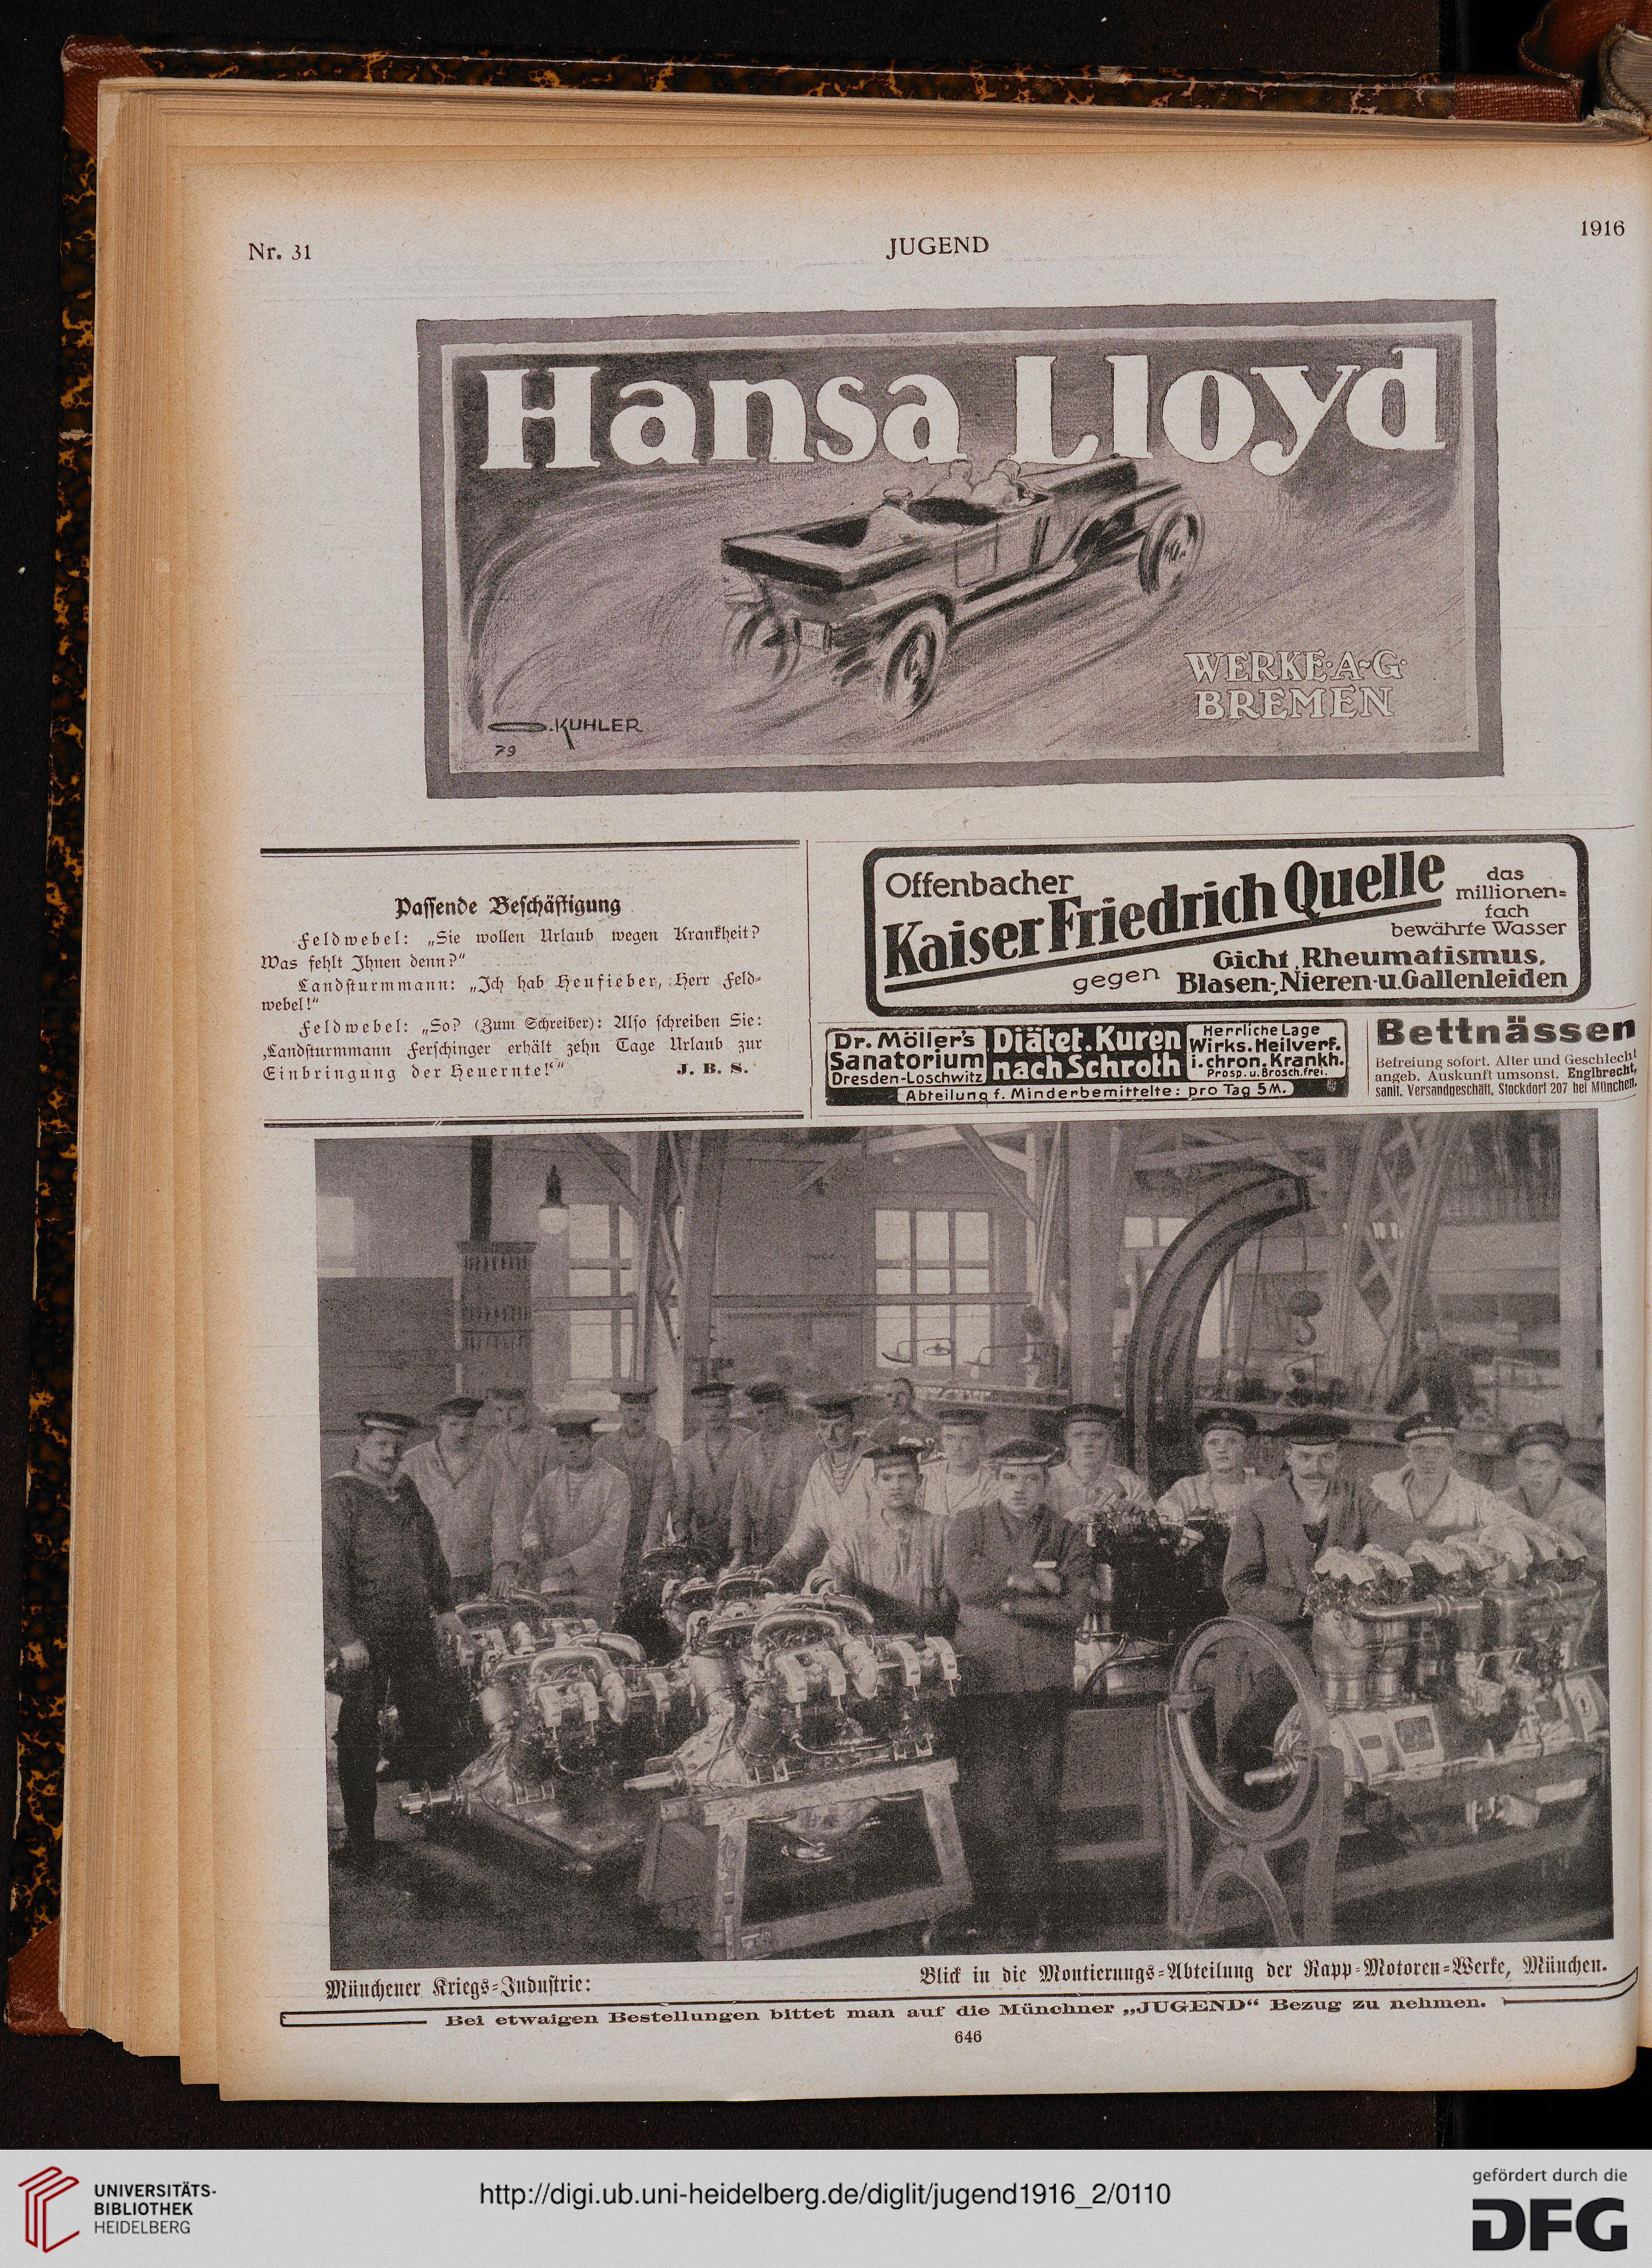 Nr. 31
JUGEND
1916
Hansa Lloyd
WERKE·A-G·
BREMEN
O.KUHLER
79
Passende Beschäftigung
Feldwebel: „Sie wollen Urlaub wegen Krankheit?
Was fehlt Ihnen denn?“
Landsturmmann: „Ich hab Heufieber, Herr Feld-
webel!“
Feldwebel: „So? (Zum Schreiber): Also schreiben Sie:
‚Landsturmmann Ferschinger erhält zehn Tage Urlaub zur
Einbringung der Heuernte!‘“
J. B. S.
Offenbacher
Kaiser Friedrich Quelle
das
millionen=
fach
bewährte Wasser
gegen
Gicht, Rheumatismus,
Blasen-, Nieren-u.Gallenleiden
Dr. Möller's
Sanatorium
Dresden-Loschwitz
Diätet. Kuren
nach Schroth
Herrliche Lage
Wirks. Heilverf.
i. chron. Krankh.
Prosp. u. Brosch. frei.
Abteilung f. Minderbemittelte: pro Tag 5 M.
Bettnässen
Befreiung sofort. Alter und Geschlecht
angeb. Auskunft umsonst. Englbrecht,
sanit. Versandgeschäft, Stockdorf 207 bei München.
Münchener Kriegs-Industrie:
Blick in die Montierungs-Abteilung der Rapp-Motoren-Werke, München.
Bei etwaigen Bestellungen bittet man auf die Münchner „JUGEND“ Bezug zu nehmen.
646
UNIVERSITÄTS-
BIBLIOTHEK
HEIDELBERG
http://digi.ub.uni-heidelberg.de/diglit/jugend1916_2/0110
gefördert durch die
DFG